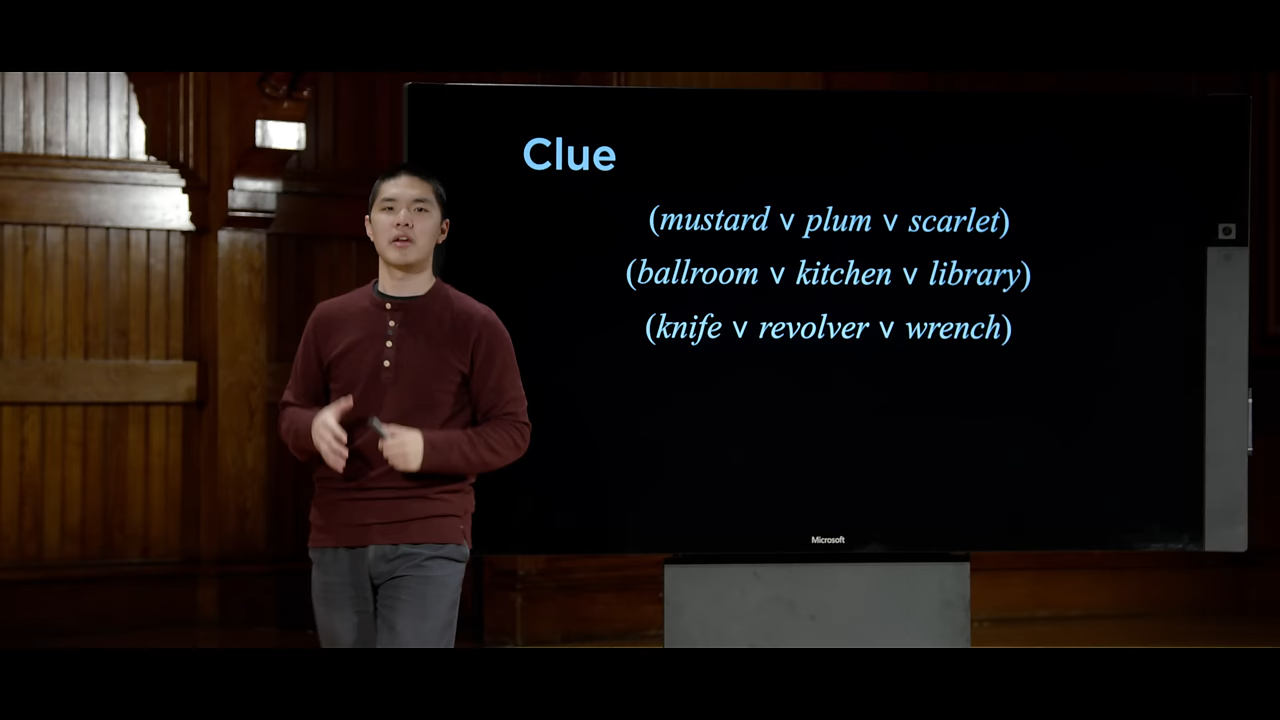 Clue
(mustard ∨ plum ∨ scarlet)
(ballroom ∨ kitchen ∨ library)
(knife ∨ revolver ∨ wrench)
Microsoft